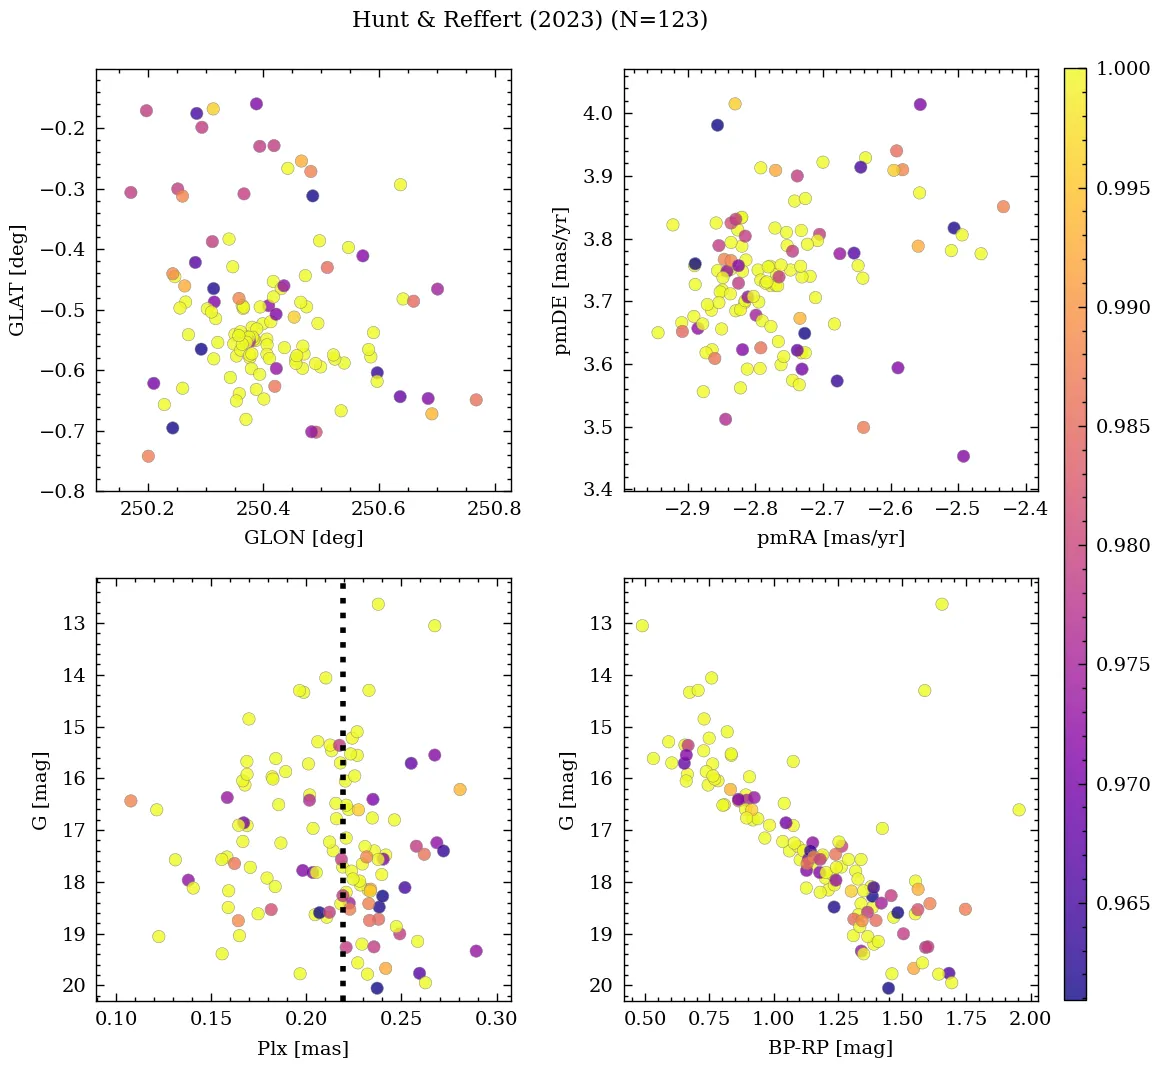 Hunt & Reffert (2023) (N=123)
−0.2
−0.3
−0.4
−0.5
−0.6
−0.7
−0.8
GLAT [deg]
250.2 250.4 250.6 250.8
GLON [deg]
4.0
3.9
3.8
3.7
3.6
3.5
3.4
pmDE [mas/yr]
−2.9 −2.8 −2.7 −2.6 −2.5 −2.4
pmRA [mas/yr]
13
14
15
16
17
18
19
20
G [mag]
0.10 0.15 0.20 0.25 0.30
Plx [mas]
13
14
15
16
17
18
19
20
G [mag]
0.50 0.75 1.00 1.25 1.50 1.75 2.00
BP-RP [mag]
1.000
0.995
0.990
0.985
0.980
0.975
0.970
0.965